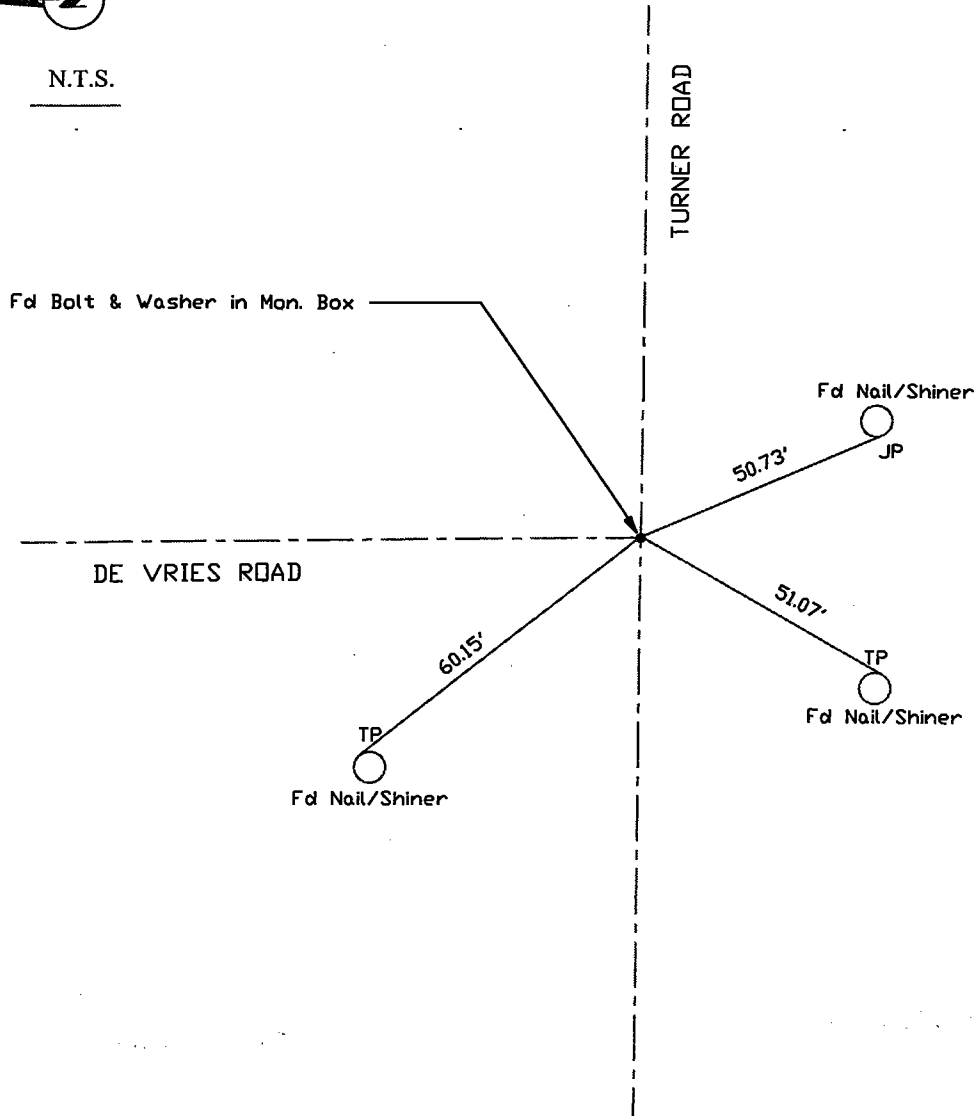 N.T.S.
TURNER ROAD
Fd Bolt & Washer in Mon. Box
Fd Nail/Shiner
JP
50.73'
DE VRIES ROAD
51.07'
60.15'
TP
Fd Nail/Shiner
TP
Fd Nail/Shiner